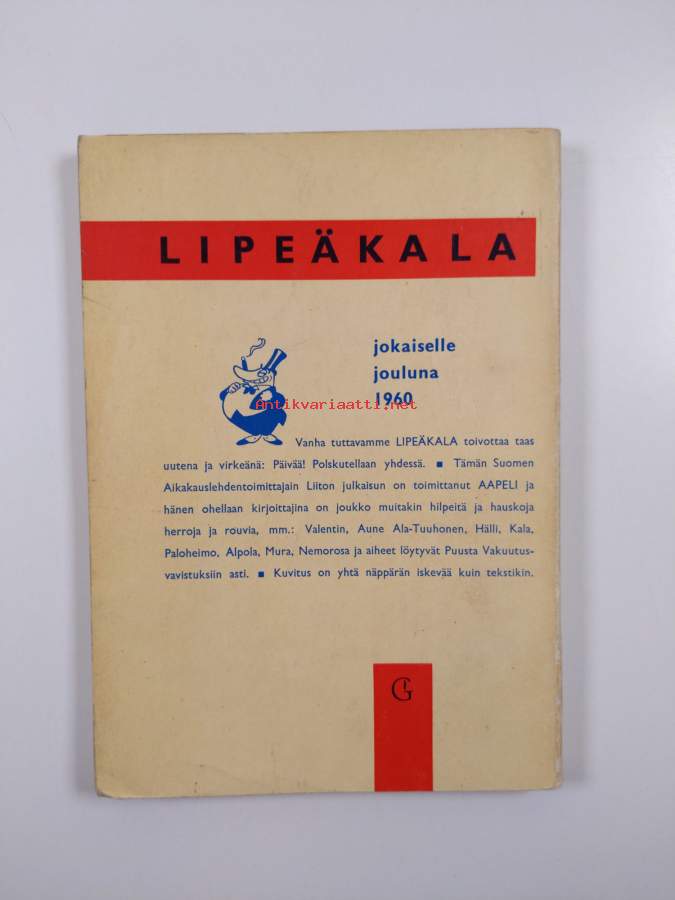 LIPEÄKALA
jokaiselle
jouluna
1960
Antikvariaatti.net
Vanha tuttavamme LIPEÄKALA toivottaa taas
uutena ja virkeänä: Päivää! Polskutellaan yhdessä. ■ Tämän Suomen
Aikakauslehdentoimittajain Liiton julkaisun on toimittanut AAPELI ja
hänen ohellaan kirjoittajina on joukko muitakin hilpeitä ja hauskoja
herroja ja rouvia, mm.: Valentin, Aune Ala-Tuuhonen, Hälli, Kala,
Paloheimo, Alpola, Mura, Nemorosa ja aiheet löytyvät Puusta Vakuutus-
vavistuksiin asti. ■ Kuvitus on yhtä näppärän iskevää kuin tekstikin.